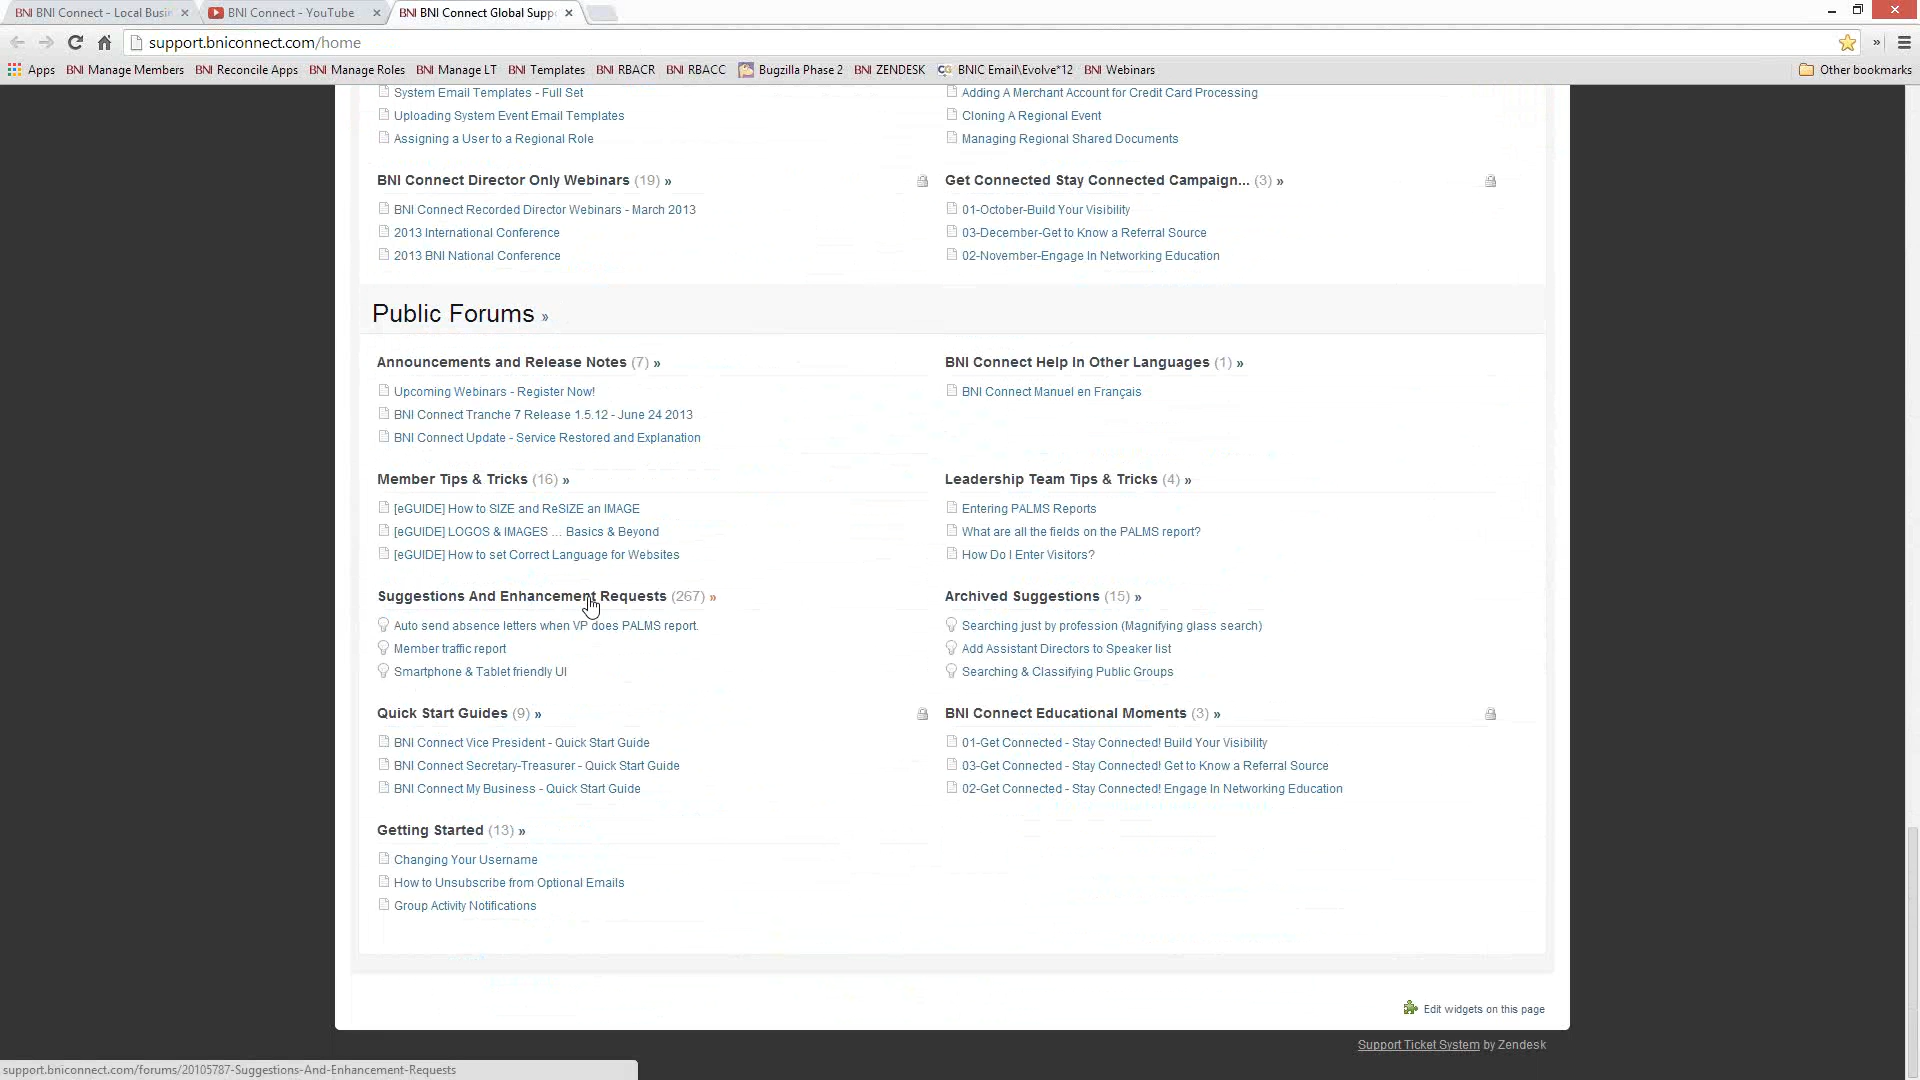 BNI BNI Connect - Local Busin
BNI Connect - YouTube
BNI BNI Connect Global Suppo
support.bniconnect.com/home
Apps
BNI Manage Members
BNI Reconcile Apps
BNI Manage Roles
BNI Manage LT
BNI Templates
BNI RBACR
BNI RBACC
Bugzilla Phase 2
BNI ZENDESK
BNIC Email\Evolve*12
BNI Webinars
Other bookmarks
System Email Templates - Full Set
Uploading System Event Email Templates
Assigning a User to a Regional Role
Adding A Merchant Account for Credit Card Processing
Cloning A Regional Event
Managing Regional Shared Documents
BNI Connect Director Only Webinars (19) »
BNI Connect Recorded Director Webinars - March 2013
2013 International Conference
2013 BNI National Conference
Get Connected Stay Connected Campaign... (3) »
01-October-Build Your Visibility
03-December-Get to Know a Referral Source
02-November-Engage In Networking Education
Public Forums »
Announcements and Release Notes (7) »
Upcoming Webinars - Register Now!
BNI Connect Tranche 7 Release 1.5.12 - June 24 2013
BNI Connect Update - Service Restored and Explanation
BNI Connect Help in Other Languages (1) »
BNI Connect Manuel en Français
Member Tips & Tricks (16) »
[eGUIDE] How to SIZE and ReSIZE an IMAGE
[eGUIDE] LOGOS & IMAGES ... Basics & Beyond
[eGUIDE] How to set Correct Language for Websites
Leadership Team Tips & Tricks (4) »
Entering PALMS Reports
What are all the fields on the PALMS report?
How Do I Enter Visitors?
Suggestions And Enhancement Requests (267) »
Auto send absence letters when VP does PALMS report.
Member traffic report
Smartphone & Tablet friendly UI
Archived Suggestions (15) »
Searching just by profession (Magnifying glass search)
Add Assistant Directors to Speaker list
Searching & Classifying Public Groups
Quick Start Guides (9) »
BNI Connect Vice President - Quick Start Guide
BNI Connect Secretary-Treasurer - Quick Start Guide
BNI Connect My Business - Quick Start Guide
BNI Connect Educational Moments (3) »
01-Get Connected - Stay Connected! Build Your Visibility
03-Get Connected - Stay Connected! Get to Know a Referral Source
02-Get Connected - Stay Connected! Engage In Networking Education
Getting Started (13) »
Changing Your Username
How to Unsubscribe from Optional Emails
Group Activity Notifications
Edit widgets on this page
Support Ticket System by Zendesk
support.bniconnect.com/forums/20105787-Suggestions-And-Enhancement-Requests